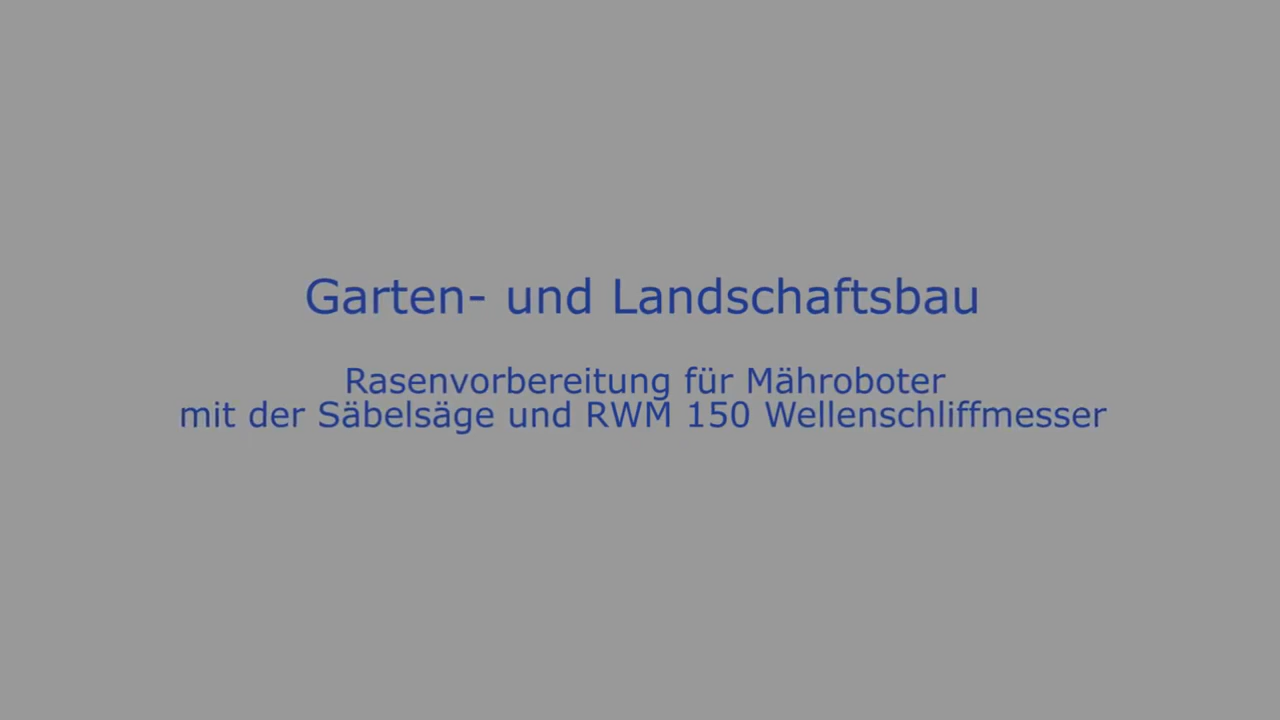 Garten- und Landschaftsbau
Rasenvorbereitung für Mähroboter
mit der Säbelsäge und RWM 150 Wellenschliffmesser